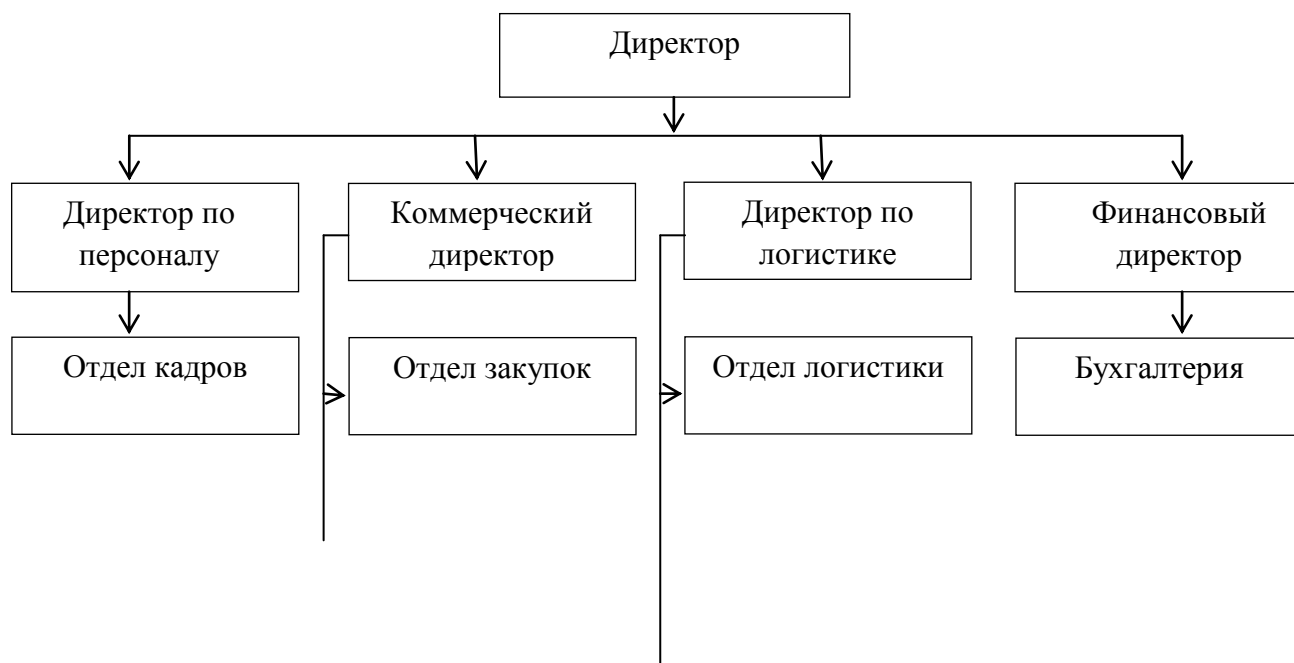 Директор
Директор по
персоналу
Коммерческий
директор
Директор по
логистике
Финансовый
директор
Отдел кадров
Отдел закупок
Отдел логистики
Бухгалтерия